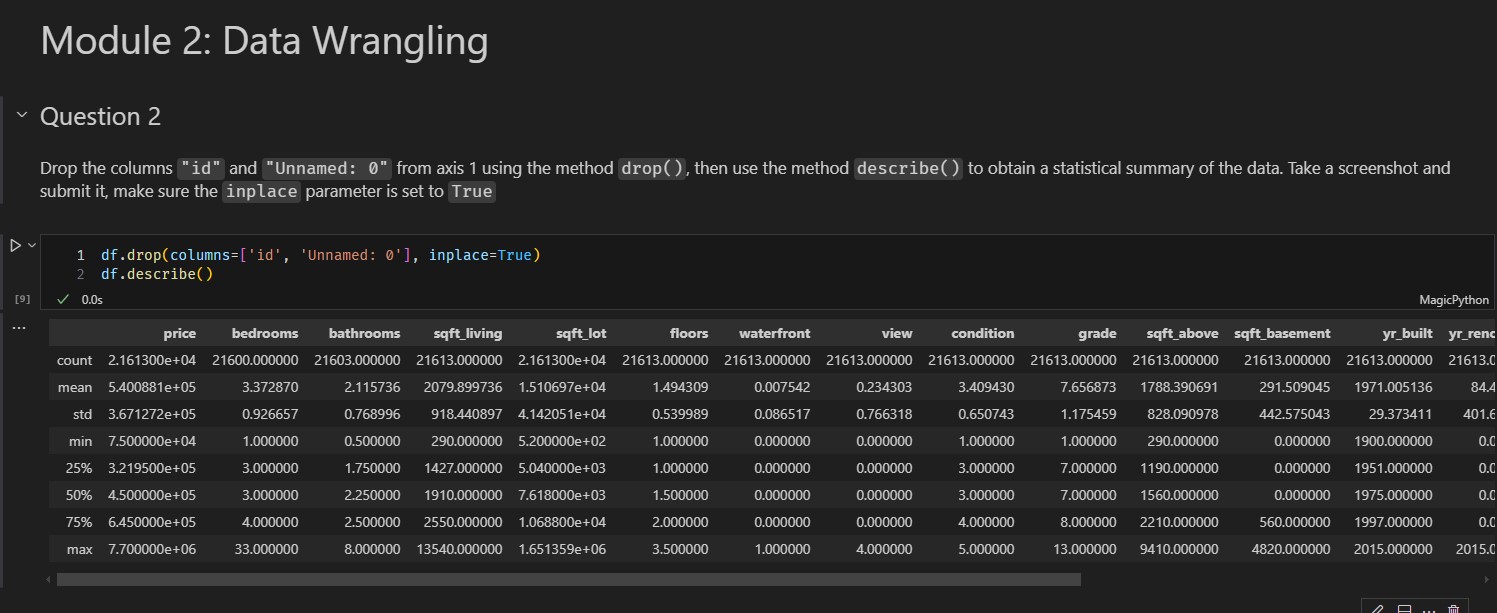 Module 2: Data Wrangling
Question 2
Drop the columns "id" and "Unnamed: 0" from axis 1 using the method drop(), then use the method describe() to obtain a statistical summary of the data. Take a screenshot and
submit it, make sure the inplace parameter is set to True
1 df.drop(columns=['id', 'Unnamed: 0'], inplace=True)
2 df.describe()
[9] 0.0s MagicPython
price bedrooms bathrooms sqft_living sqft_lot floors waterfront view condition grade sqft_above sqft_basement yr_built yr_renc
count 2.161300e+04 21600.000000 21603.000000 21613.000000 2.161300e+04 21613.000000 21613.000000 21613.000000 21613.000000 21613.000000 21613.000000 21613.000000 21613.000000 21613.0
mean 5.400881e+05 3.372870 2.115736 2079.899736 1.510697e+04 1.494309 0.007542 0.234303 3.409430 7.656873 1788.390691 291.509045 1971.005136 84.4
std 3.671272e+05 0.926657 0.768996 918.440897 4.142051e+04 0.539989 0.086517 0.766318 0.650743 1.175459 828.090978 442.575043 29.373411 401.6
min 7.500000e+04 1.000000 0.500000 290.000000 5.200000e+02 1.000000 0.000000 0.000000 1.000000 1.000000 290.000000 0.000000 1900.000000 0.0
25% 3.219500e+05 3.000000 1.750000 1427.000000 5.040000e+03 1.000000 0.000000 0.000000 3.000000 7.000000 1190.000000 0.000000 1951.000000 0.0
50% 4.500000e+05 3.000000 2.250000 1910.000000 7.618000e+03 1.500000 0.000000 0.000000 3.000000 7.000000 1560.000000 0.000000 1975.000000 0.0
75% 6.450000e+05 4.000000 2.500000 2550.000000 1.068800e+04 2.000000 0.000000 0.000000 4.000000 8.000000 2210.000000 560.000000 1997.000000 0.0
max 7.700000e+06 33.000000 8.000000 13540.000000 1.651359e+06 3.500000 1.000000 4.000000 5.000000 13.000000 9410.000000 4820.000000 2015.000000 2015.0